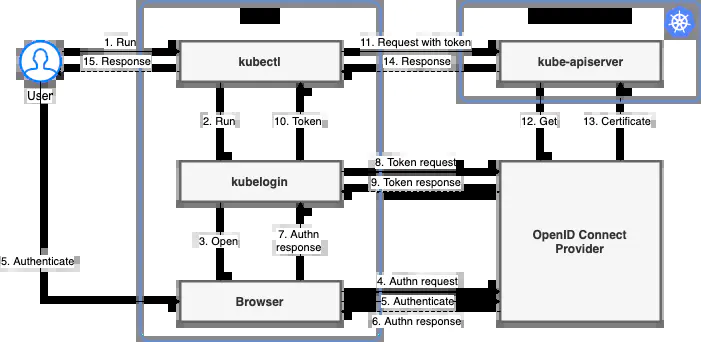 1. Run
11. Request with token
kubectl
kube-apiserver
15. Response
14. Response
User
2. Run
10. Token
12. Get
13. Certificate
8. Token request
kubelogin
9. Token response
3. Open
7. Authn
response
OpenID Connect
Provider
5. Authenticate
4. Authn request
Browser
5. Authenticate
6. Authn response